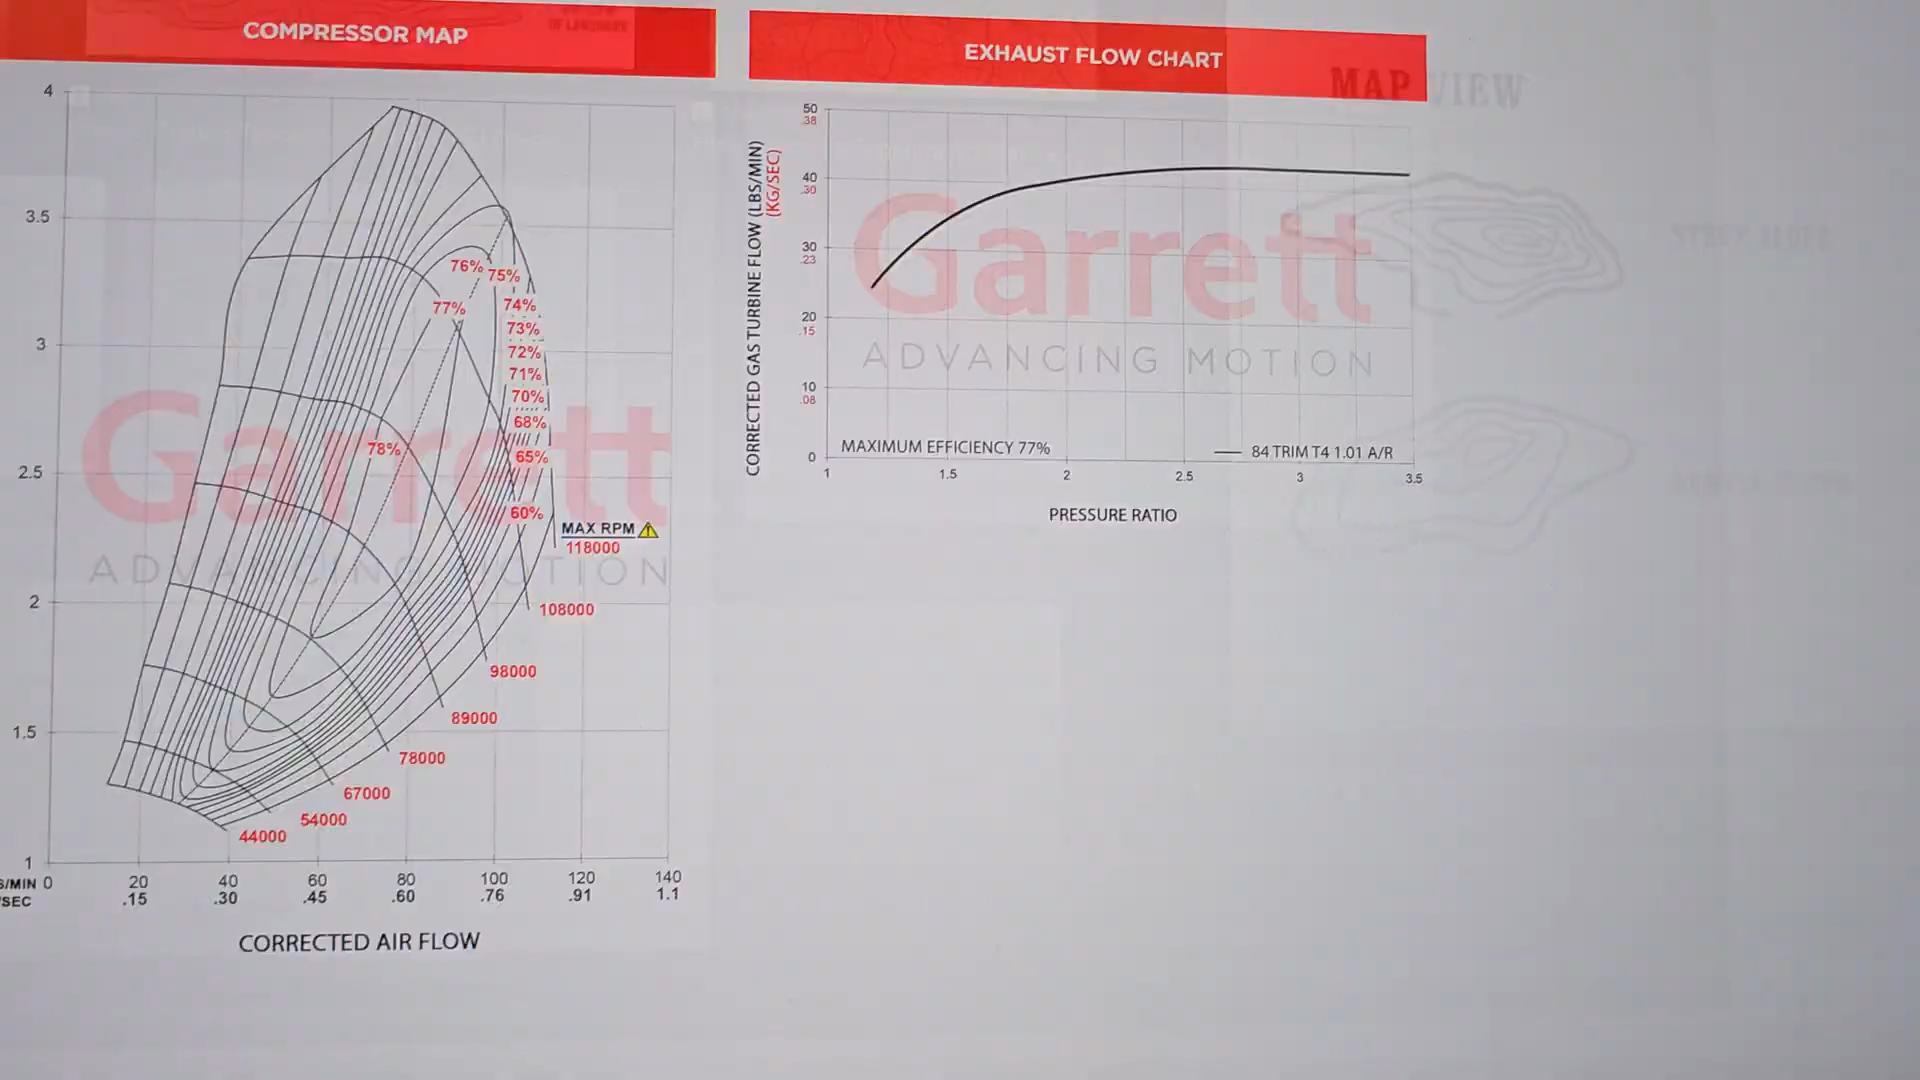 COMPRESSOR MAP
4
3.5
3
2.5
2
1.5
1
76%
75%
77%
74%
73%
72%
71%
70%
68%
78%
65%
60%
MAX RPM
118000
108000
98000
89000
78000
67000
54000
44000
Garrett
ADVANCING MOTION
/MIN 0 20 40 60 80 100 120 140
/SEC .15 .30 .45 .60 .76 .91 1.1
CORRECTED AIR FLOW
EXHAUST FLOW CHART
MAP VIEW
CORRECTED GAS TURBINE FLOW (LBS/MIN)
(KG/SEC)
50
.38
40
.30
30
.23
20
.15
10
.08
0
Garrett
ADVANCING MOTION
MAXIMUM EFFICIENCY 77%
84 TRIM T4 1.01 A/R
1 1.5 2 2.5 3 3.5
PRESSURE RATIO